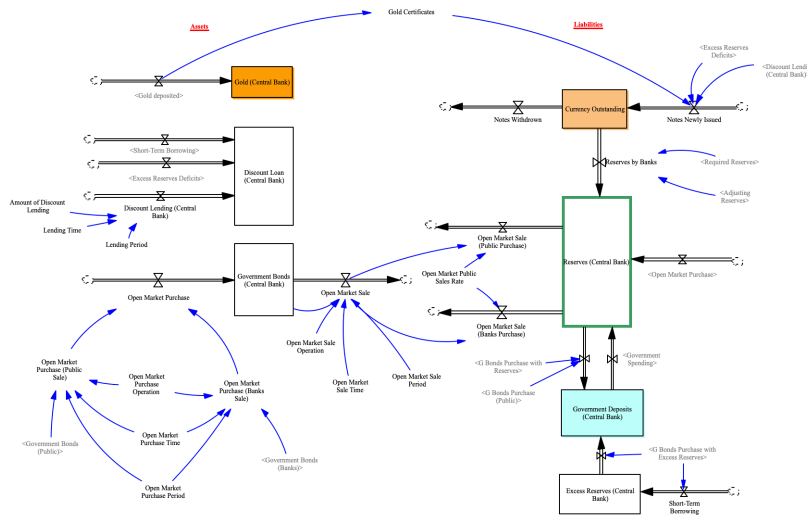 Gold Certificates
Assets
Liabilities
<Excess Reserves
Deficits>
<Discount Lendi
(Central Bank
Gold (Central Bank)
<Gold deposited>
Currency Outstanding
Notes Withdrown
Notes Newly Issued
<Short-Term Borrowing>
<Excess Reserves Deficits>
Discount Loan
(Central Bank)
Reserves by Banks
<Required Reserves>
<Adjusting
Reserves>
Amount of Discount
Lending
Discount Lending (Central
Bank)
Lending Time
Lending Period
Open Market Sale
(Public Purchase)
Government Bonds
(Central Bank)
Reserves (Central Bank)
<Open Market Purchase>
Open Market Public
Sales Rate
Open Market Purchase
Open Market Sale
Open Market Sale
(Banks Purchase)
Open Market Sale
Operation
Open Market
Purchase (Public
Sale)
Open Market
Purchase
Operation
Open Market
Purchase (Banks
Sale)
Open Market
Sale Time
Open Market Sale
Period
<G Bonds Purchase with
Reserves>
<Government
Spending>
<G Bonds Purchase
(Public)>
Government Deposits
(Central Bank)
Open Market
Purchase Time
<Government Bonds
(Public)>
<Government Bonds
(Banks)>
<G Bonds Purchase with
Excess Reserves>
Open Market
Purchase Period
Excess Reserves (Central
Bank)
Short-Term
Borrowing